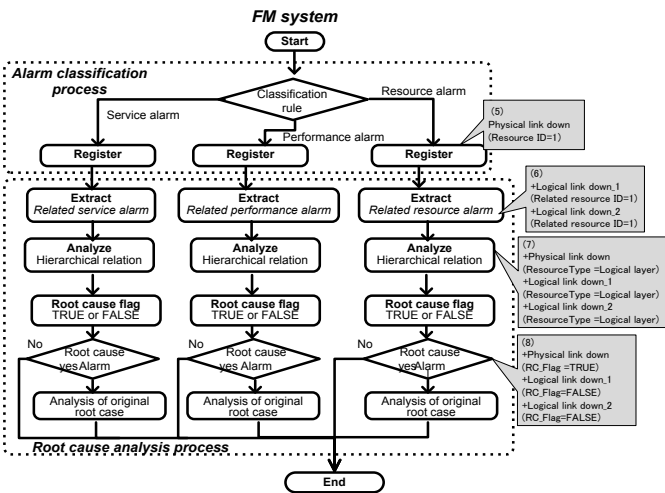 FM system
Start
Alarm classification
process
Classification
rule
Service alarm
Resource alarm
Performance alarm
Register
Register
Register
(5)
Physical link down
(Resource ID=1)
Extract
Related service alarm
Extract
Related performance alarm
Extract
Related resource alarm
(6)
+Logical link down_1
(Related resource ID=1)
+Logical link down_2
(Related resource ID=1)
Analyze
Hierarchical relation
Analyze
Hierarchical relation
Analyze
Hierarchical relation
(7)
+Physical link down
(ResourceType =Logical layer)
+Logical link down_1
(ResourceType =Logical layer)
+Logical link down_2
(ResourceType =Logical layer)
Root cause flag
TRUE or FALSE
Root cause flag
TRUE or FALSE
Root cause flag
TRUE or FALSE
No
Root cause
yes Alarm
No
Root cause
yes Alarm
No
Root cause
yes Alarm
(8)
+Physical link down
(RC_Flag =TRUE)
+Logical link down_1
(RC_Flag=FALSE)
+Logical link down_2
(RC_Flag=FALSE)
Analysis of original
root case
Analysis of original
root case
Analysis of original
root case
Root cause analysis process
End